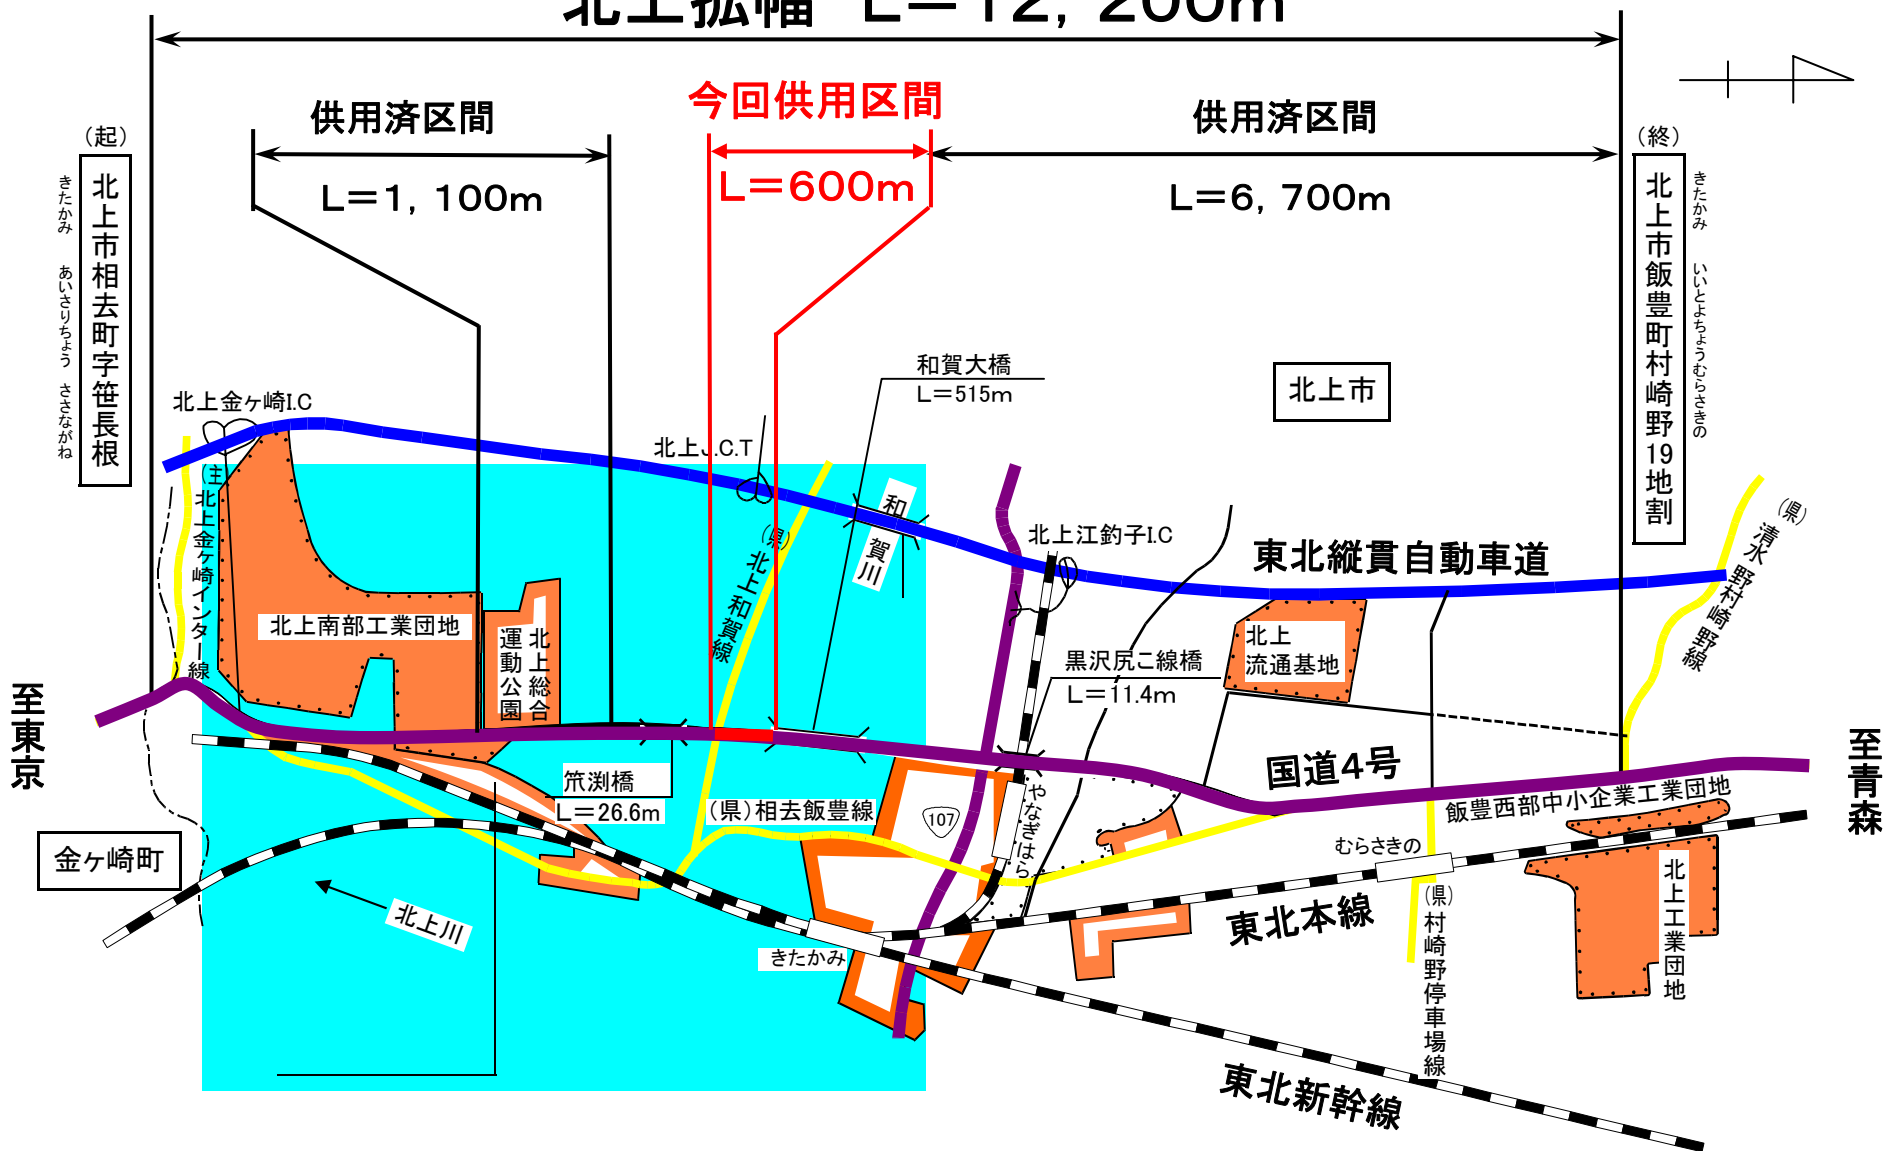 北上拡幅 L=12,200m
供用済区間
L=1,100m
今回供用区間
L=600m
供用済区間
L=6,700m
(起)
北上市相去町字笹長根
きたかみ あいさりちょう ささながね
(終)
北上市飯豊町村崎野19地割
きたかみ いいとよちょうむらさきの
北上金ヶ崎I.C
(主)北上金ヶ崎インター線
北上J.C.T
和賀大橋
L=515m
北上市
和賀川
(県)北上和賀線
北上江釣子I.C
東北縦貫自動車道
(県)清水野村崎野線
北上南部工業団地
北上総合
運動公園
北上
流通基地
黒沢尻こ線橋
L=11.4m
至東京
国道4号
至青森
笊渕橋
L=26.6m
(県)相去飯豊線
107
やなぎはら
飯豊西部中小企業工業団地
むらさきの
金ヶ崎町
北上川
きたかみ
東北本線
(県)村崎野停車場線
北上工業団地
東北新幹線